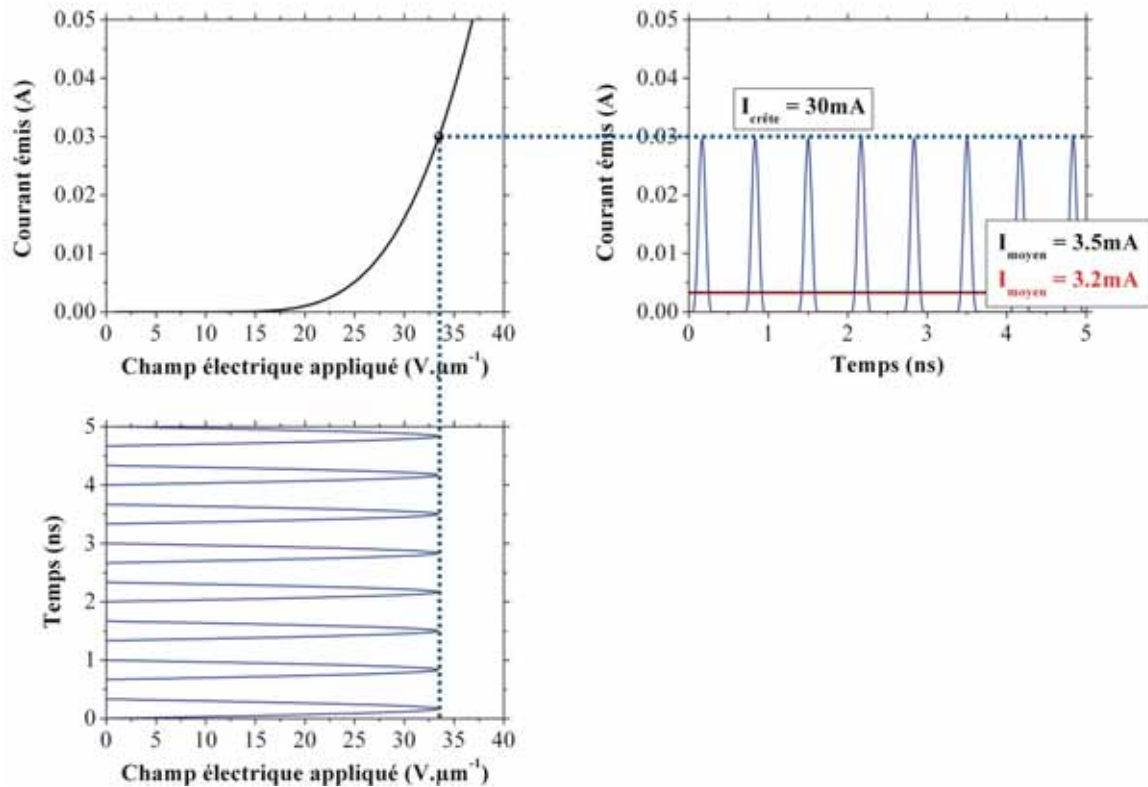 Courant émis (A)
0.05
0.04
0.03
0.02
0.01
0.00
0 5 10 15 20 25 30 35 40
Champ électrique appliqué (V.µm⁻¹)
Courant émis (A)
0.05
0.04
0.03
0.02
0.01
0.00
I crête = 30mA
I moyen = 3.5mA
I moyen = 3.2mA
0 1 2 3 4 5
Temps (ns)
Temps (ns)
5
4
3
2
1
0
0 5 10 15 20 25 30 35 40
Champ électrique appliqué (V.µm⁻¹)